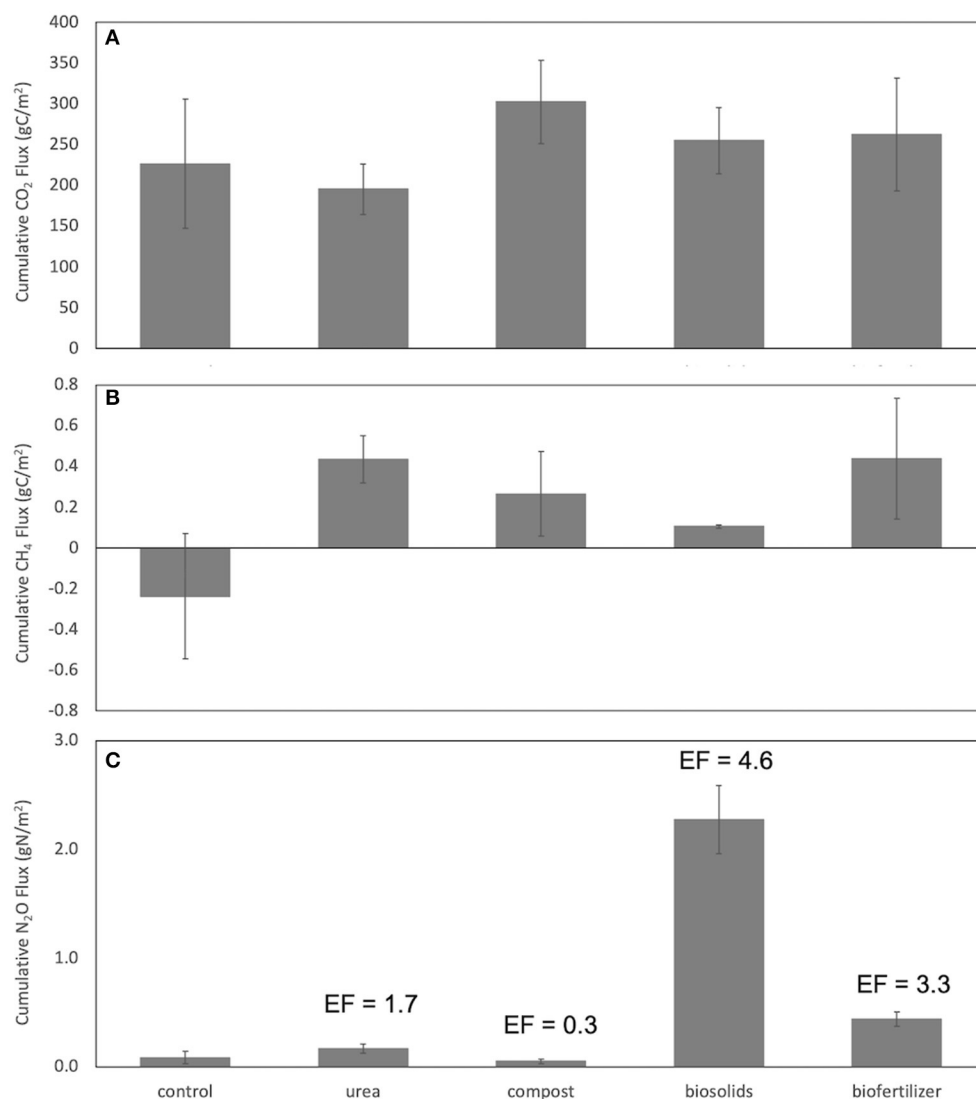 A
Cumulative CO₂ Flux (gC/m²)
400
350
300
250
200
150
100
50
0
B
Cumulative CH₄ Flux (gC/m²)
0.8
0.6
0.4
0.2
0
-0.2
-0.4
-0.6
-0.8
C
Cumulative N₂O Flux (gN/m²)
3.0
2.0
1.0
0.0
EF = 1.7
EF = 0.3
EF = 4.6
EF = 3.3
control urea compost biosolids biofertilizer